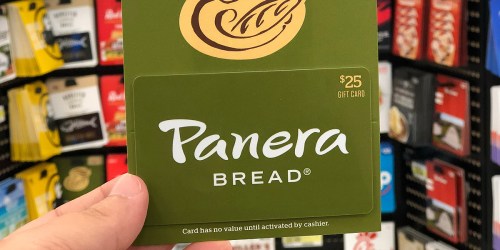 $25
GIFT CARD
Panera
BREAD®
Card has no value until activated by cashier.